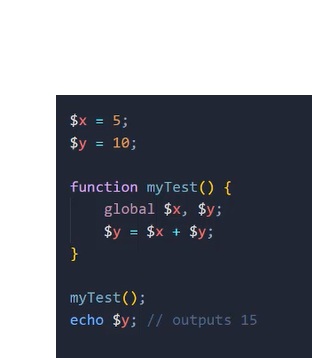 $x = 5;
$y = 10;
function myTest() {
global $x, $y;
$y = $x + $y;
}
myTest();
echo $y; // outputs 15